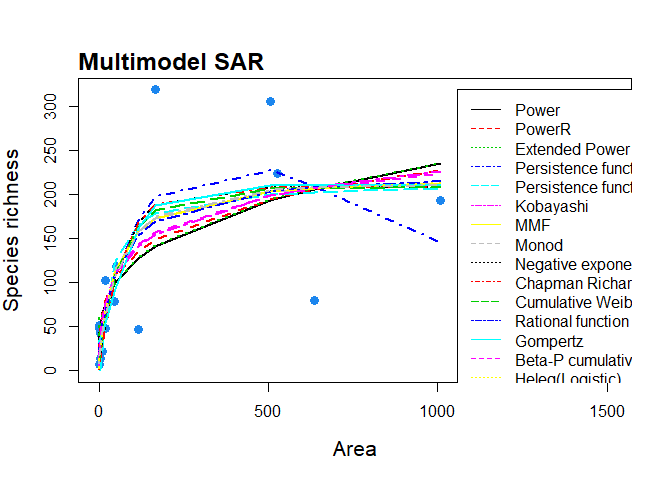 Multimodel SAR
Species richness
300
250
200
150
100
50
0
0
500
1000
1500
Area
Power
PowerR
Extended Power
Persistence funct
Persistence funct
Kobayashi
MMF
Monod
Negative expone
Chapman Richar
Cumulative Weib
Rational function
Gompertz
Beta-P cumulativ
Heleg(Logistic)